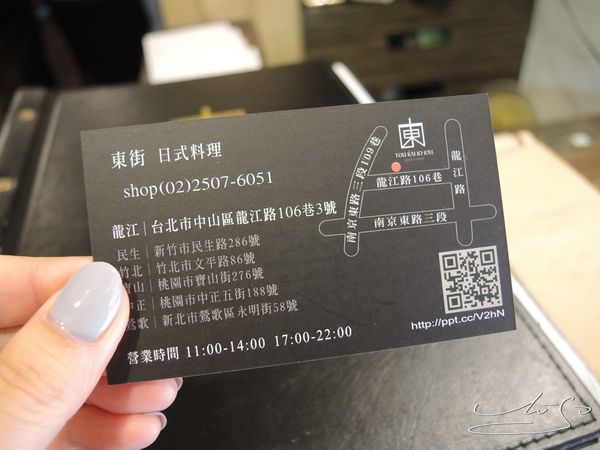 東街 日式料理
shop(02)2507-6051
龍江｜台北市中山區龍江路106巷3號
民生｜新竹市民生路286號
竹北｜竹北市文平路86號
寶山｜桃園市寶山街276號
中正｜桃園市中正五街188號
鶯歌｜新北市鶯歌區永明街58號
營業時間 11:00-14:00 17:00-22:00
東
TOU KAI JO JOU
南京東路三段109巷
龍江路106巷
龍江路
南京東路三段
http://ppt.cc/V2hN